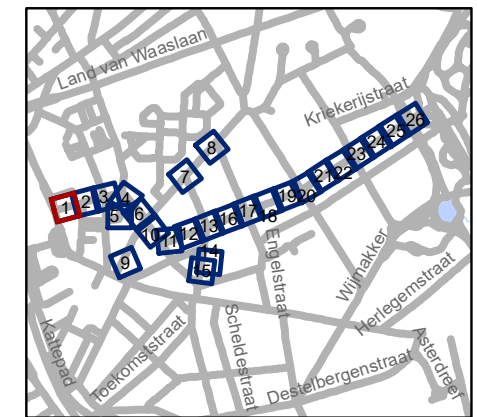 Land van Waaslaan
Kriekerijstraat
1 2 3 4 5 6 7 8 9 10 11 12 13 14 15 16 17 18 19 20 21 22 23 24 25 26
Engelstraat
Wijmakker
Herlegemstraat
Kattepad
Toekomststraat
Scheldestraat
Destelbergenstraat
Asterdreef